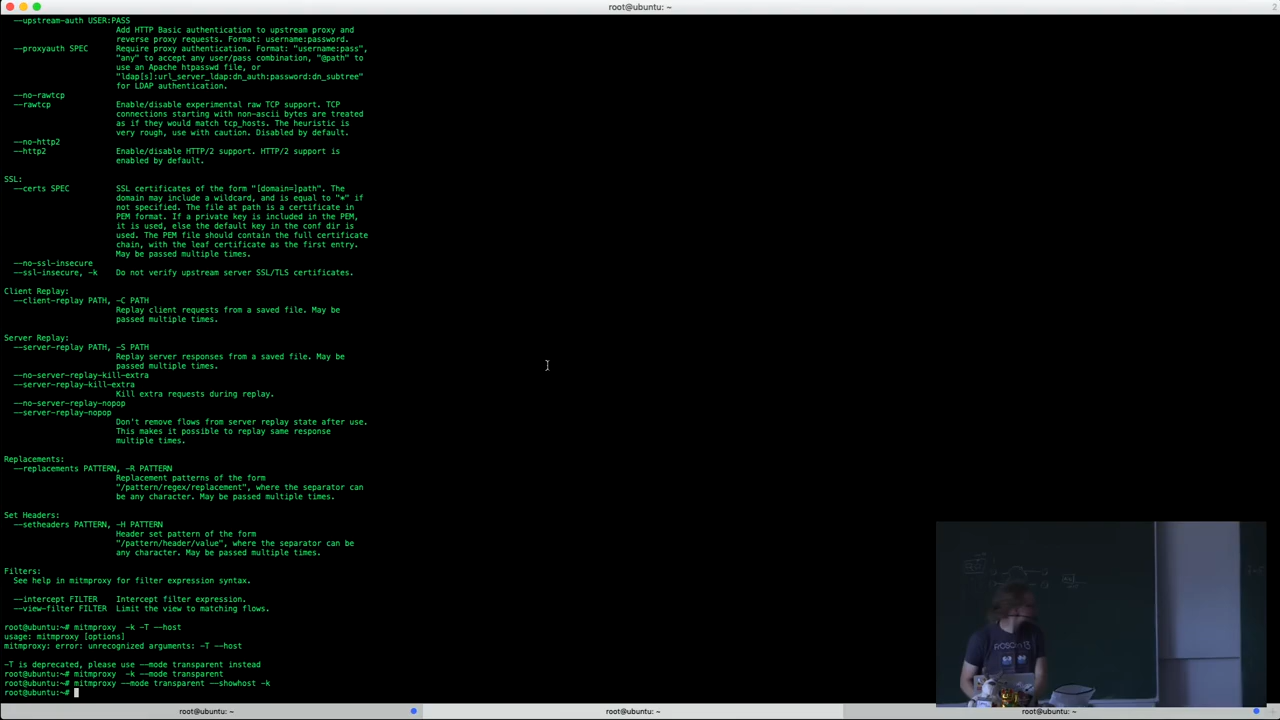 root@ubuntu: ~
2
--upstream-auth USER:PASS
Add HTTP Basic authentication to upstream proxy and
reverse proxy requests. Format: username:password.
--proxyauth SPEC      Require proxy authentication. Format: "username:pass",
"any" to accept any user/pass combination, "@path" to
use an Apache htpasswd file, or
"ldap[s]:url_server_ldap:dn_auth:password:dn_subtree"
for LDAP authentication.
--no-rawtcp
--rawtcp              Enable/disable experimental raw TCP support. TCP
connections starting with non-ascii bytes are treated
as if they would match tcp_hosts. The heuristic is
very rough, use with caution. Disabled by default.
--no-http2
--http2               Enable/disable HTTP/2 support. HTTP/2 support is
enabled by default.
SSL:
--certs SPEC          SSL certificates of the form "[domain=]path". The
domain may include a wildcard, and is equal to "*" if
not specified. The file at path is a certificate in
PEM format. If a private key is included in the PEM,
it is used, else the default key in the conf dir is
used. The PEM file should contain the full certificate
chain, with the leaf certificate as the first entry.
May be passed multiple times.
--no-ssl-insecure
--ssl-insecure, -k    Do not verify upstream server SSL/TLS certificates.
Client Replay:
--client-replay PATH, -C PATH
Replay client requests from a saved file. May be
passed multiple times.
Server Replay:
--server-replay PATH, -S PATH
Replay server responses from a saved file. May be
passed multiple times.
--no-server-replay-kill-extra
--server-replay-kill-extra
Kill extra requests during replay.
--no-server-replay-nopop
--server-replay-nopop
Don't remove flows from server replay state after use.
This makes it possible to replay same response
multiple times.
Replacements:
--replacements PATTERN, -R PATTERN
Replacement patterns of the form
"/pattern/regex/replacement", where the separator can
be any character. May be passed multiple times.
Set Headers:
--setheaders PATTERN, -H PATTERN
Header set pattern of the form
"/pattern/header/value", where the separator can be
any character. May be passed multiple times.
Filters:
See help in mitmproxy for filter expression syntax.
--intercept FILTER    Intercept filter expression.
--view-filter FILTER  Limit the view to matching flows.
root@ubuntu:~# mitmproxy  -k -T --host
usage: mitmproxy [options]
mitmproxy: error: unrecognized arguments: -T --host
-T is deprecated, please use --mode transparent instead
root@ubuntu:~# mitmproxy  -k --mode transparent
root@ubuntu:~# mitmproxy --mode transparent --showhost -k
root@ubuntu:~#
root@ubuntu: ~
root@ubuntu: ~
root@ubuntu: ~